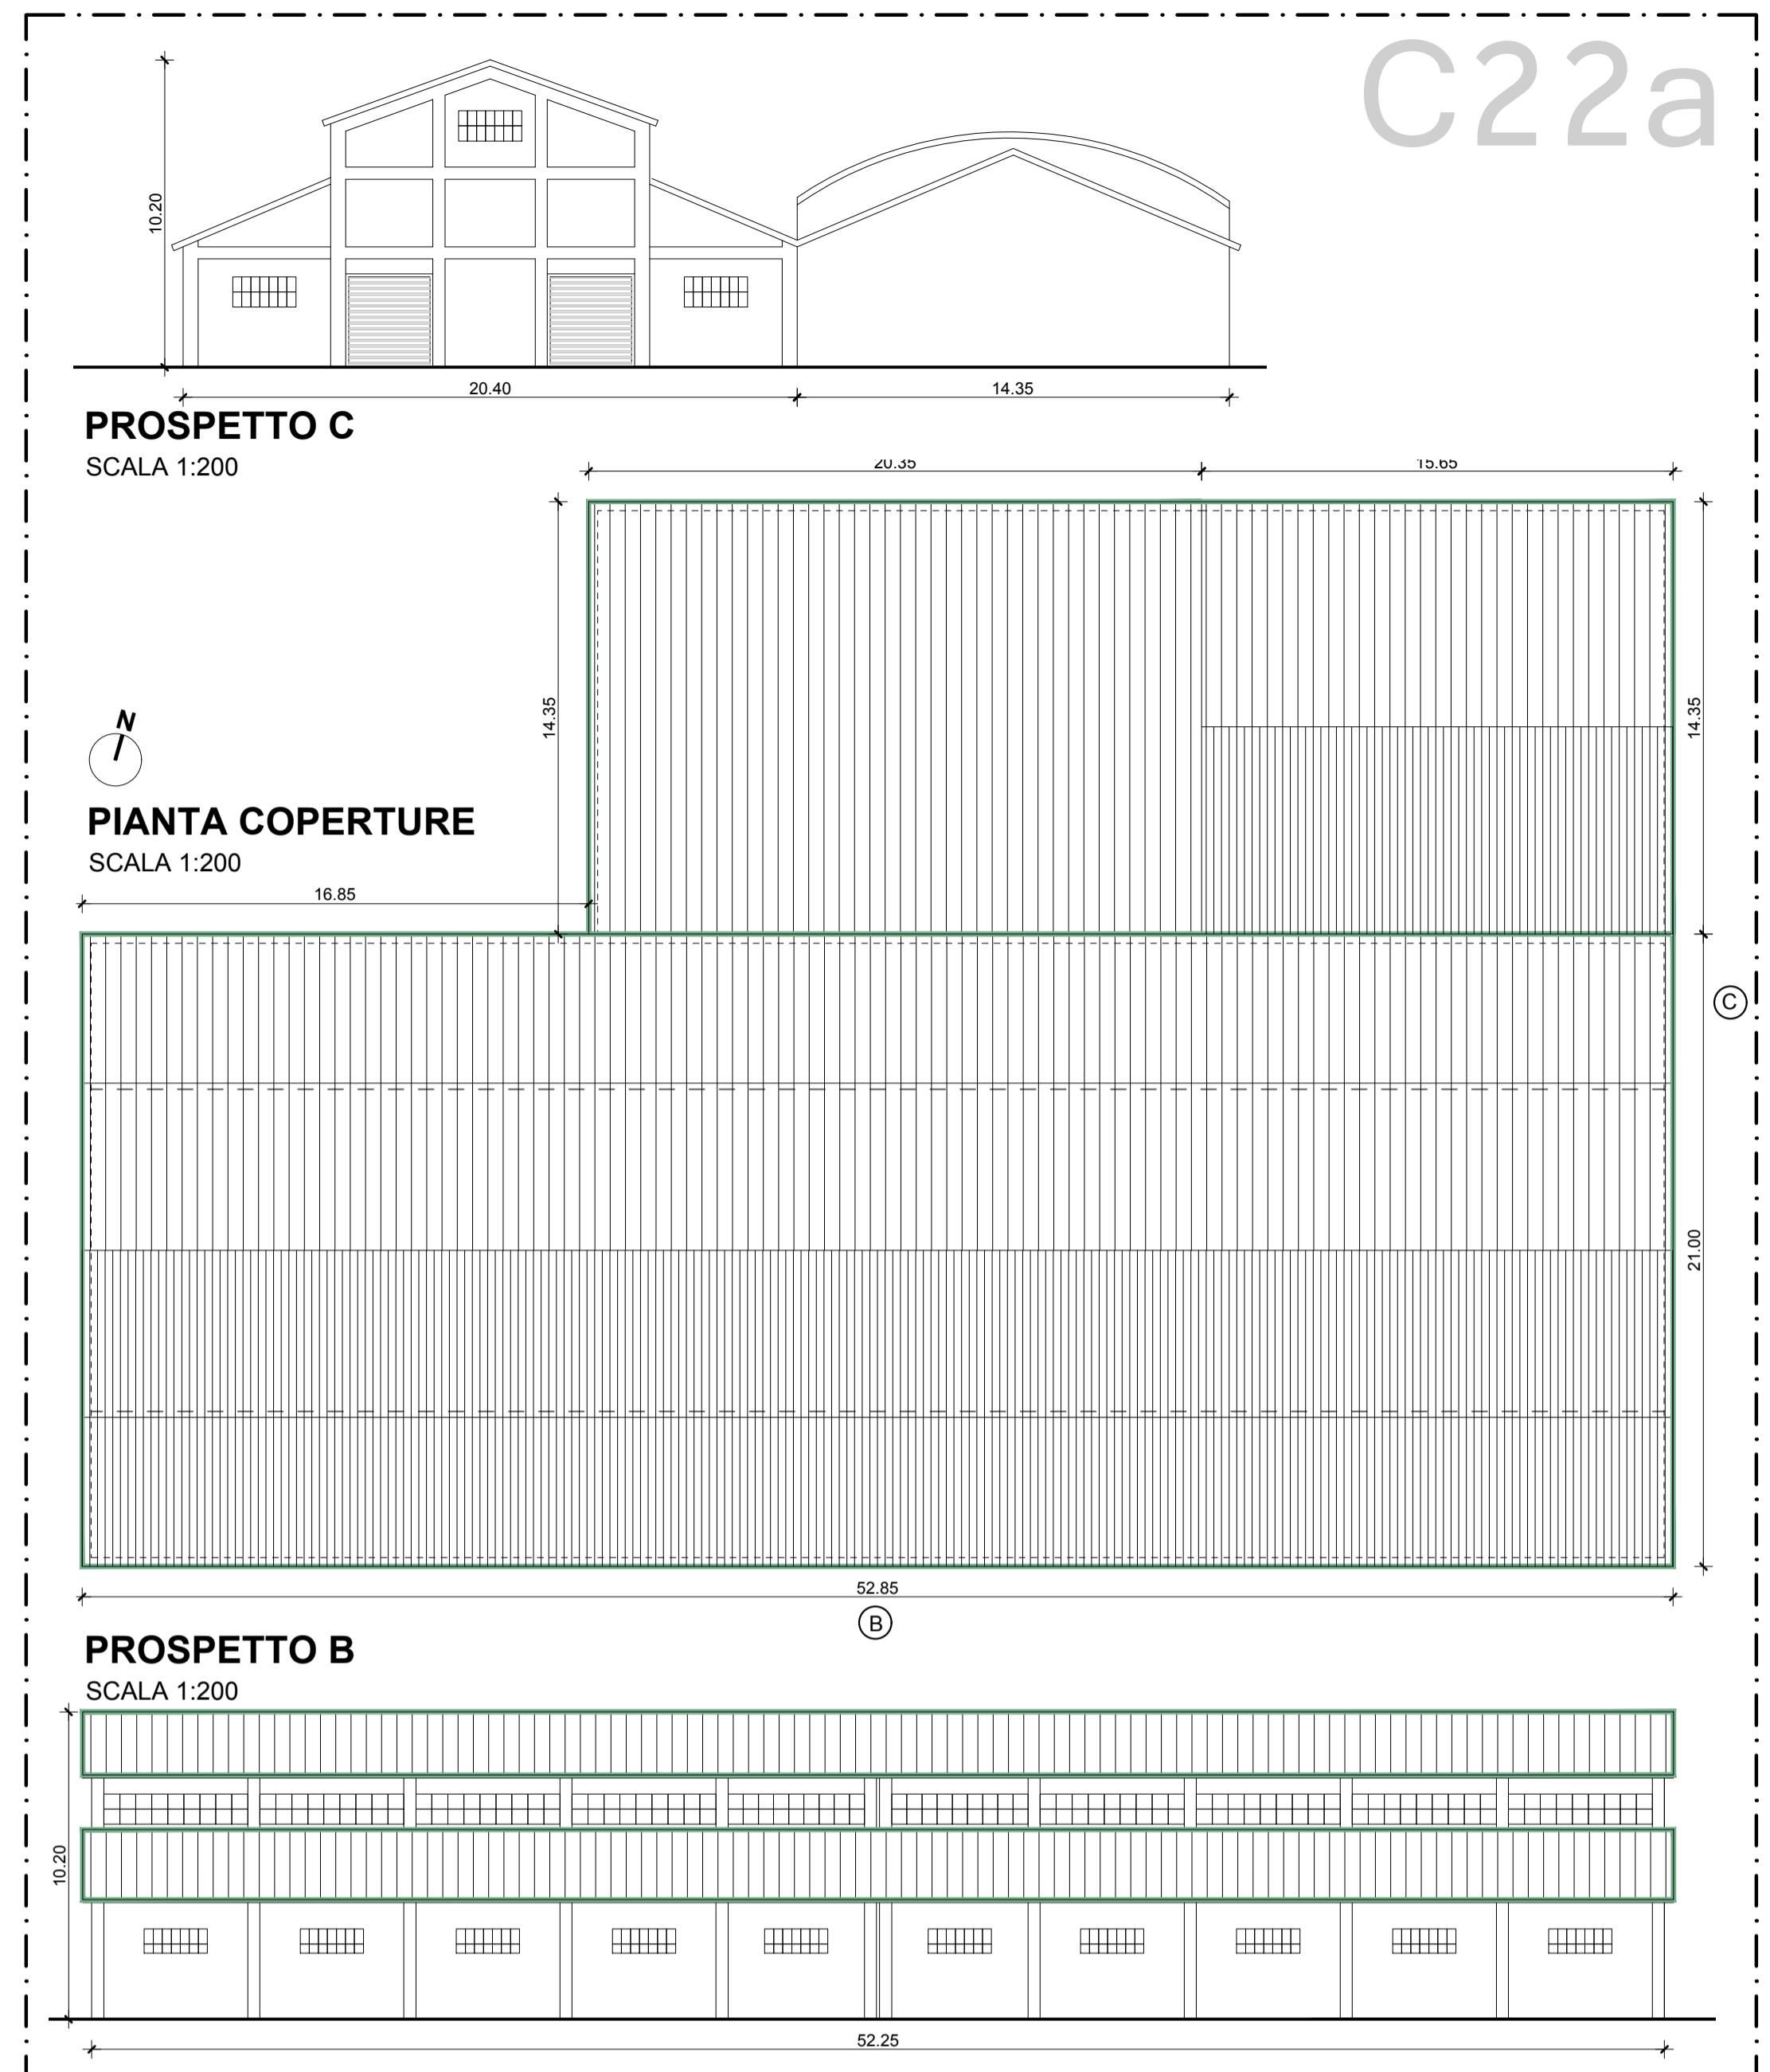 C22a
10.20
20.40
14.35
PROSPETTO C
SCALA 1:200
20.35
15.65
14.35
14.35
N
PIANTA COPERTURE
SCALA 1:200
16.85
C
21.00
52.85
B
PROSPETTO B
SCALA 1:200
10.20
52.25